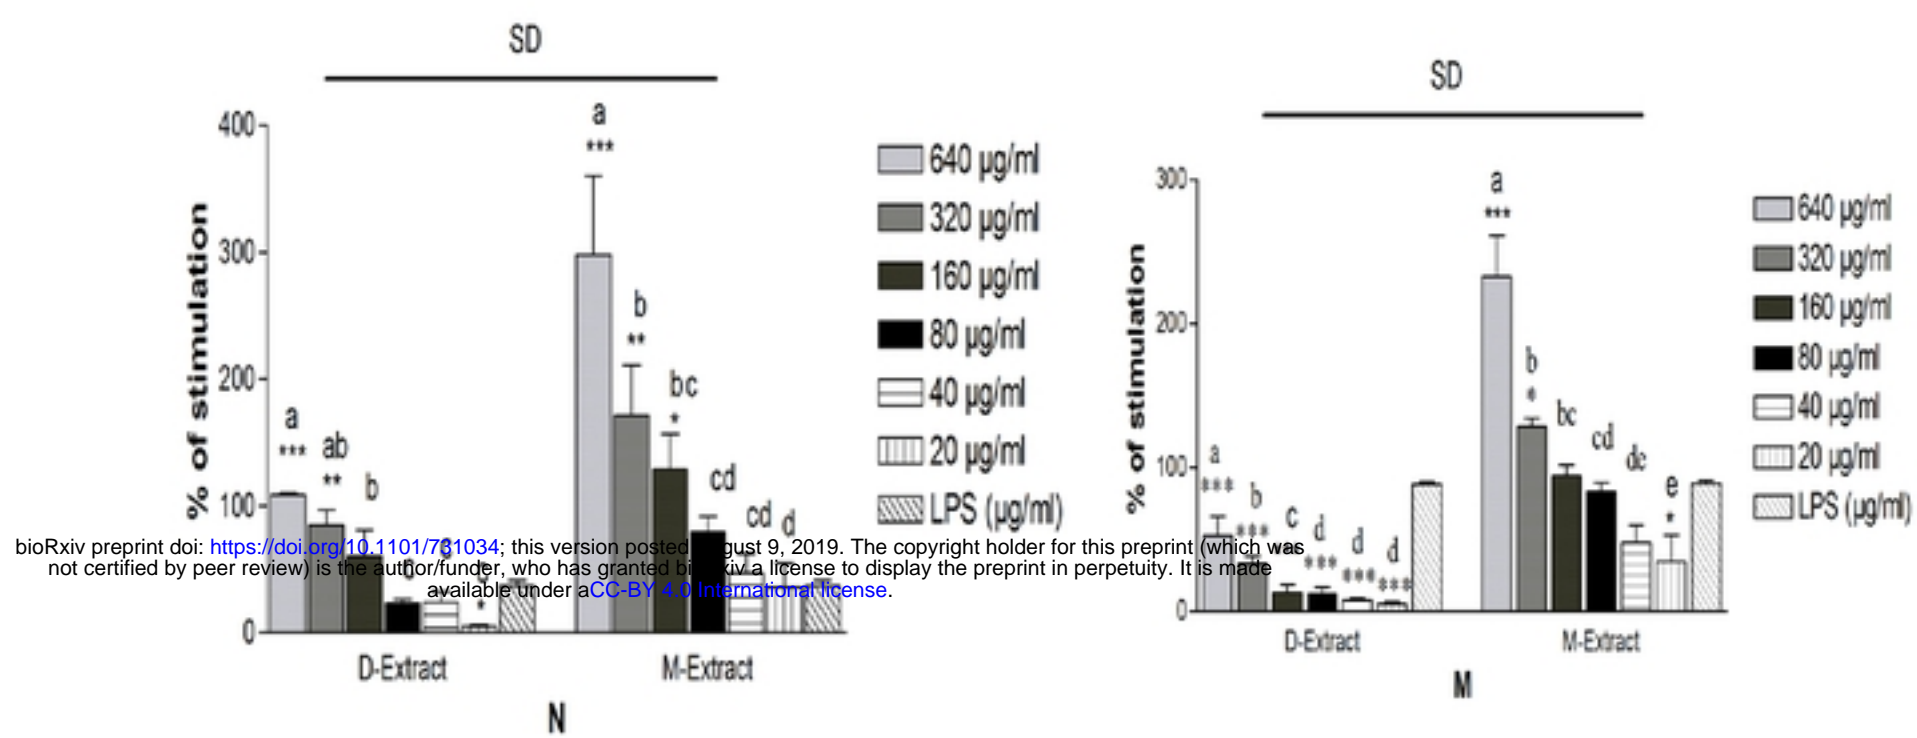 SD
a
***
400
300
200
100
0
% of stimulation
a
***
ab
**
b
*
b
**
bc
*
cd
cd
d
640 µg/ml
320 µg/ml
160 µg/ml
80 µg/ml
40 µg/ml
20 µg/ml
LPS (µg/ml)
D-Extract
M-Extract
N
SD
a
***
300
200
100
0
% of stimulation
a
***
b
***
c
d
***
d
***
d
***
b
*
bc
cd
de
e
*
640 µg/ml
320 µg/ml
160 µg/ml
80 µg/ml
40 µg/ml
20 µg/ml
LPS (µg/ml)
D-Extract
M-Extract
M
bioRxiv preprint doi: https://doi.org/10.1101/731034; this version posted August 9, 2019. The copyright holder for this preprint (which was
not certified by peer review) is the author/funder, who has granted bioRxiv a license to display the preprint in perpetuity. It is made
available under aCC-BY 4.0 International license.